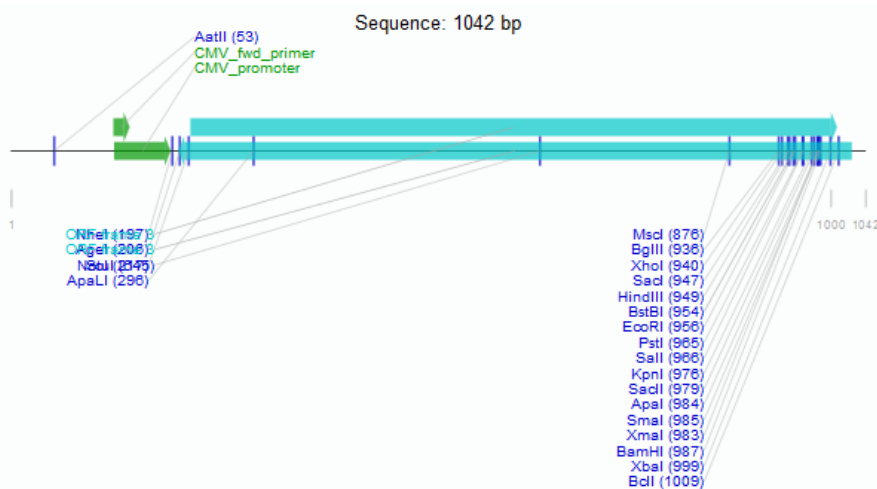 Sequence: 1042 bp
AatII (53)
CMV_fwd_primer
CMV_promoter
1
1000 1042
(197)
(206)
ApaLI (296)
MscI (876)
BglII (936)
XhoI (940)
SacI (947)
HindIII (949)
BstBI (954)
EcoRI (956)
PstI (965)
SalI (966)
KpnI (976)
SacII (979)
ApaI (984)
SmaI (985)
XmaI (983)
BamHI (987)
XbaI (999)
BclI (1009)